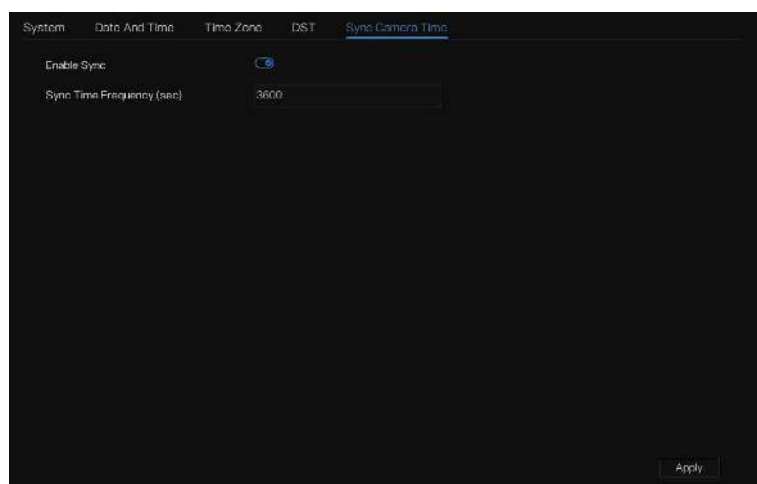 System Date And Time Time Zone DST Sync Camera Time
Enable Sync
Sync Time Frequency (sec) 3600
Apply